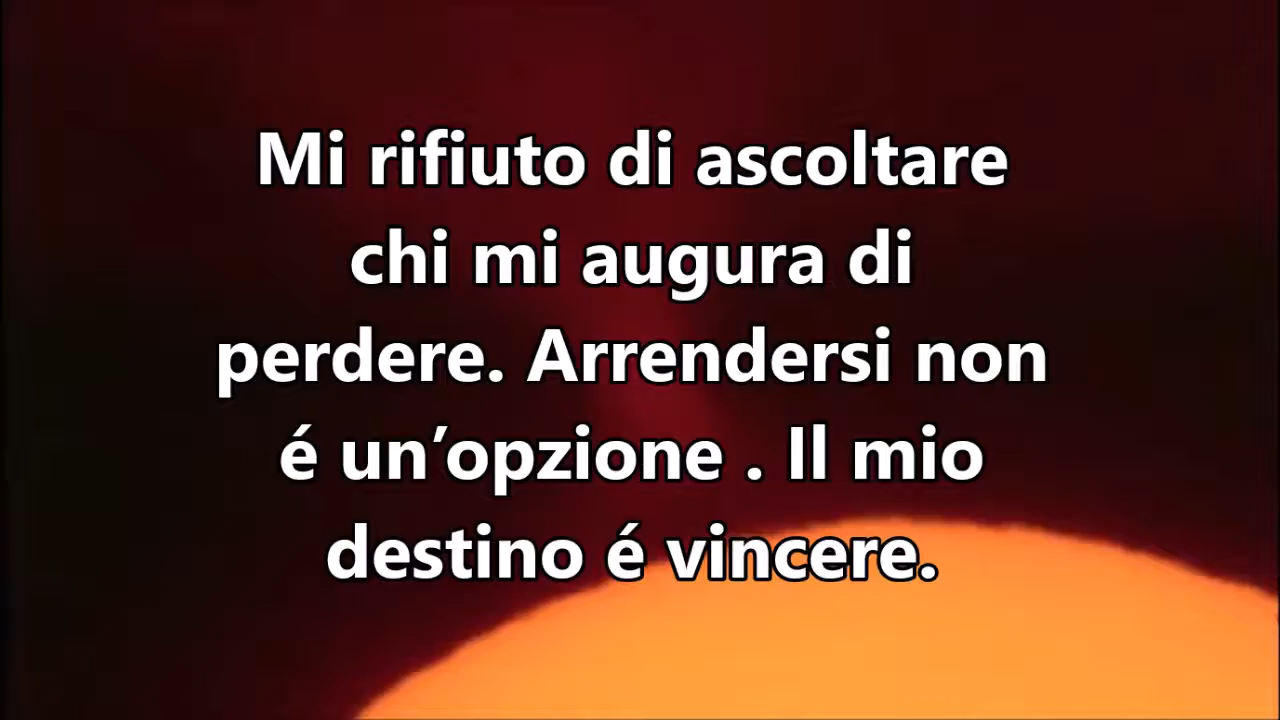 Mi rifiuto di ascoltare
chi mi augura di
perdere. Arrendersi non
é un’opzione . Il mio
destino é vincere.